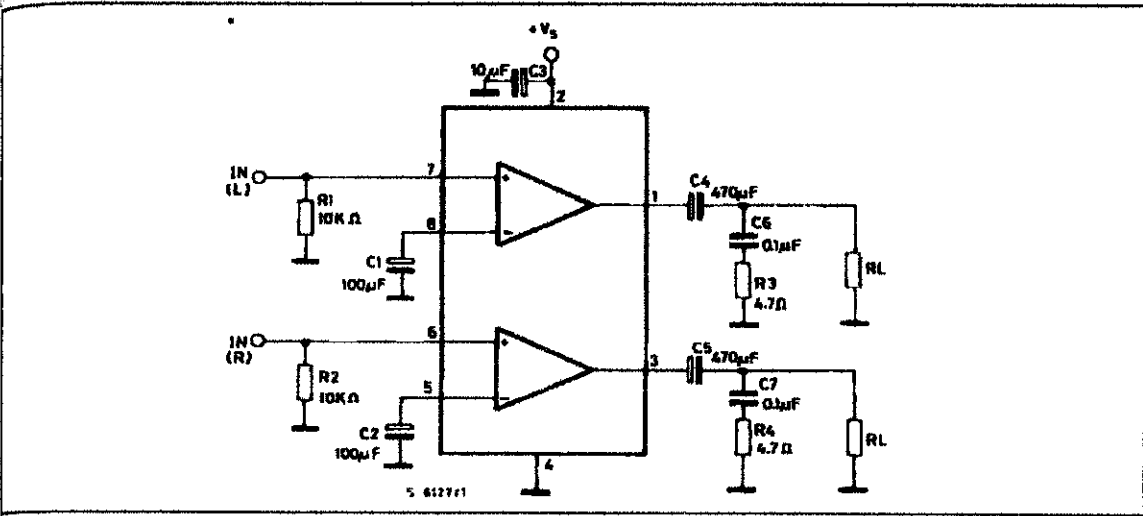 +Vs
10µF C3
2
IN
(L)
7
R1
10KΩ
8
C1
100µF
1
C4
470µF
C6
0.1µF
R3
4.7Ω
RL
IN
(R)
6
R2
10KΩ
5
C2
100µF
3
C5
470µF
C7
0.1µF
R4
4.7Ω
RL
4